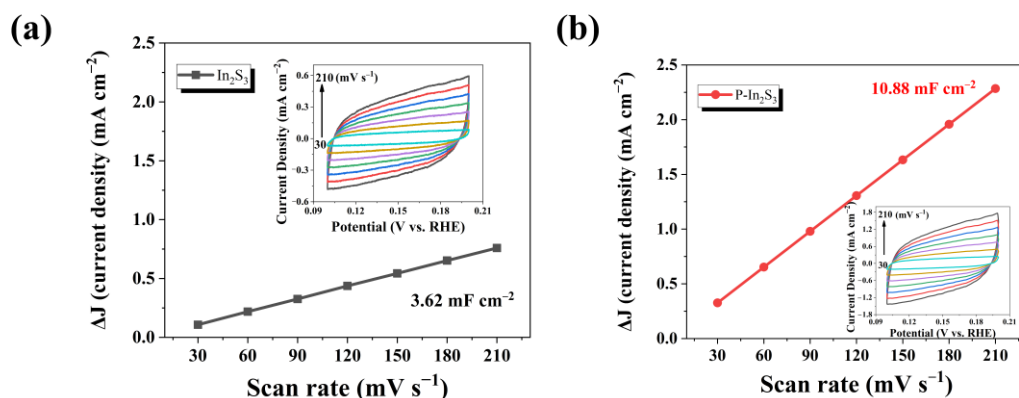 (a)
ΔJ (current density) (mA cm⁻²)
2.5
2.0
1.5
1.0
0.5
0.0
In₂S₃
Current Density (mA cm⁻²)
0.6
0.3
0.0
−0.3
−0.6
210 (mV s⁻¹)
30
0.09 0.12 0.15 0.18 0.21
Potential (V vs. RHE)
3.62 mF cm⁻²
30 60 90 120 150 180 210
Scan rate (mV s⁻¹)
(b)
ΔJ (current density) (mA cm⁻²)
2.5
2.0
1.5
1.0
0.5
0.0
P-In₂S₃
10.88 mF cm⁻²
Current Density (mA cm⁻²)
1.8
1.2
0.6
0.0
−0.6
−1.2
−1.8
210 (mV s⁻¹)
30
0.09 0.12 0.15 0.18 0.21
Potential (V vs. RHE)
30 60 90 120 150 180 210
Scan rate (mV s⁻¹)